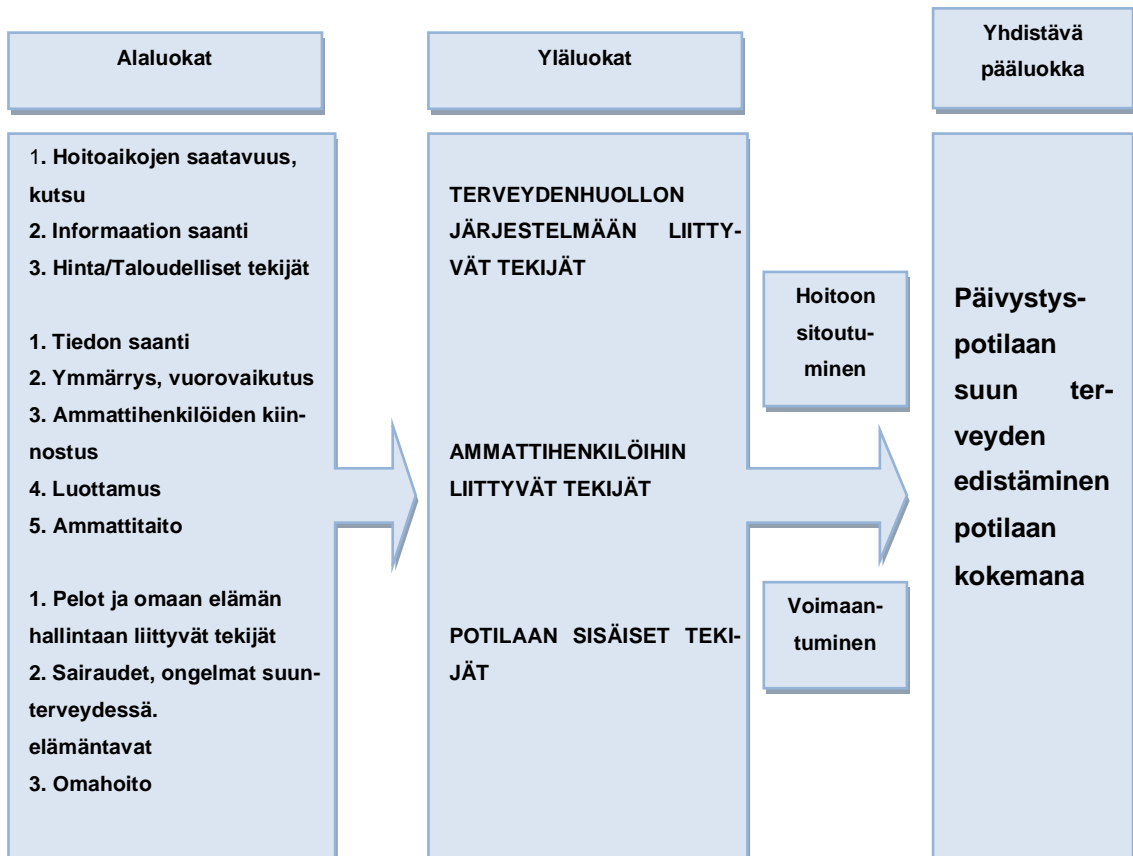 Alaluokat
Yläluokat
Yhdistävä
pääluokka
1. Hoitoaikojen saatavuus,
kutsu
2. Informaation saanti
3. Hinta/Taloudelliset tekijät
1. Tiedon saanti
2. Ymmärrys, vuorovaikutus
3. Ammattihenkilöiden kiin-
nostus
4. Luottamus
5. Ammattitaito
1. Pelot ja omaan elämän
hallintaan liittyvät tekijät
2. Sairaudet, ongelmat suun-
terveydessä.
elämäntavat
3. Omahoito
TERVEYDENHUOLLON
JÄRJESTELMÄÄN LIITTY-
VÄT TEKIJÄT
AMMATTIHENKILÖIHIN
LIITTYVÄT TEKIJÄT
POTILAAN SISÄISET TEKI-
JÄT
Hoitoon
sitoutu-
minen
Voimaan-
tuminen
Päivystys-
potilaan
suun ter-
veyden
edistäminen
potilaan
kokemana